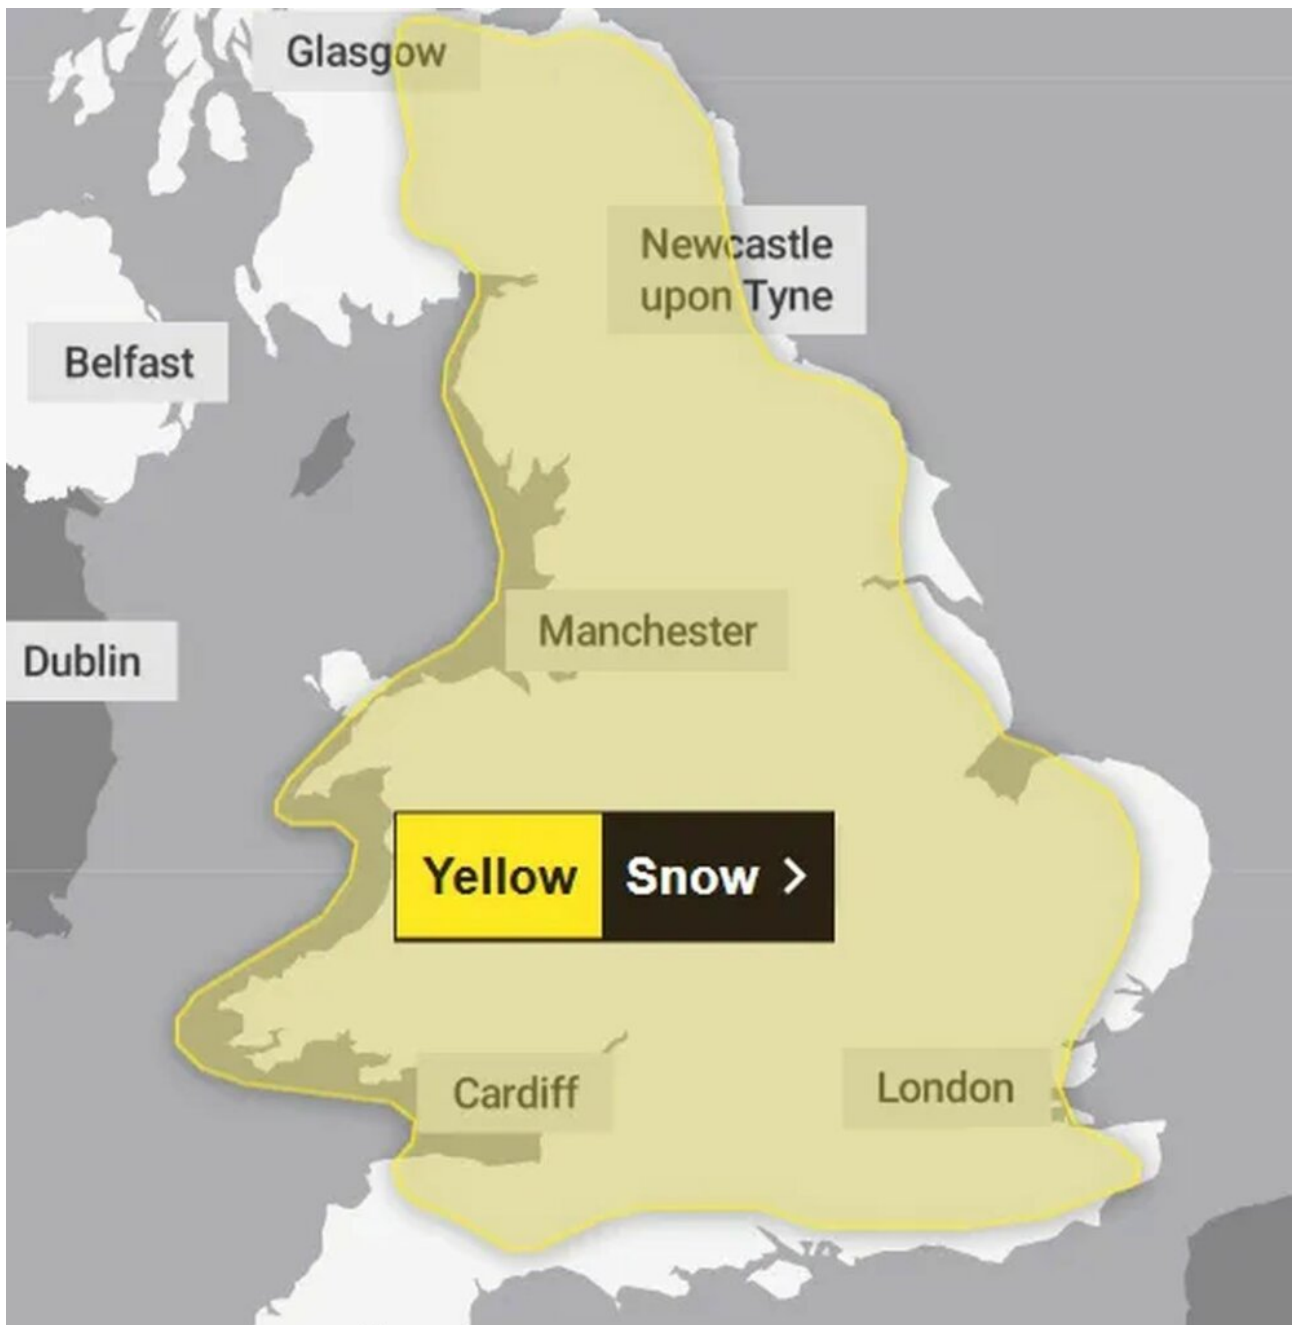 Glasgow
Newcastle
upon Tyne
Belfast
Manchester
Dublin
Yellow Snow >
Cardiff
London